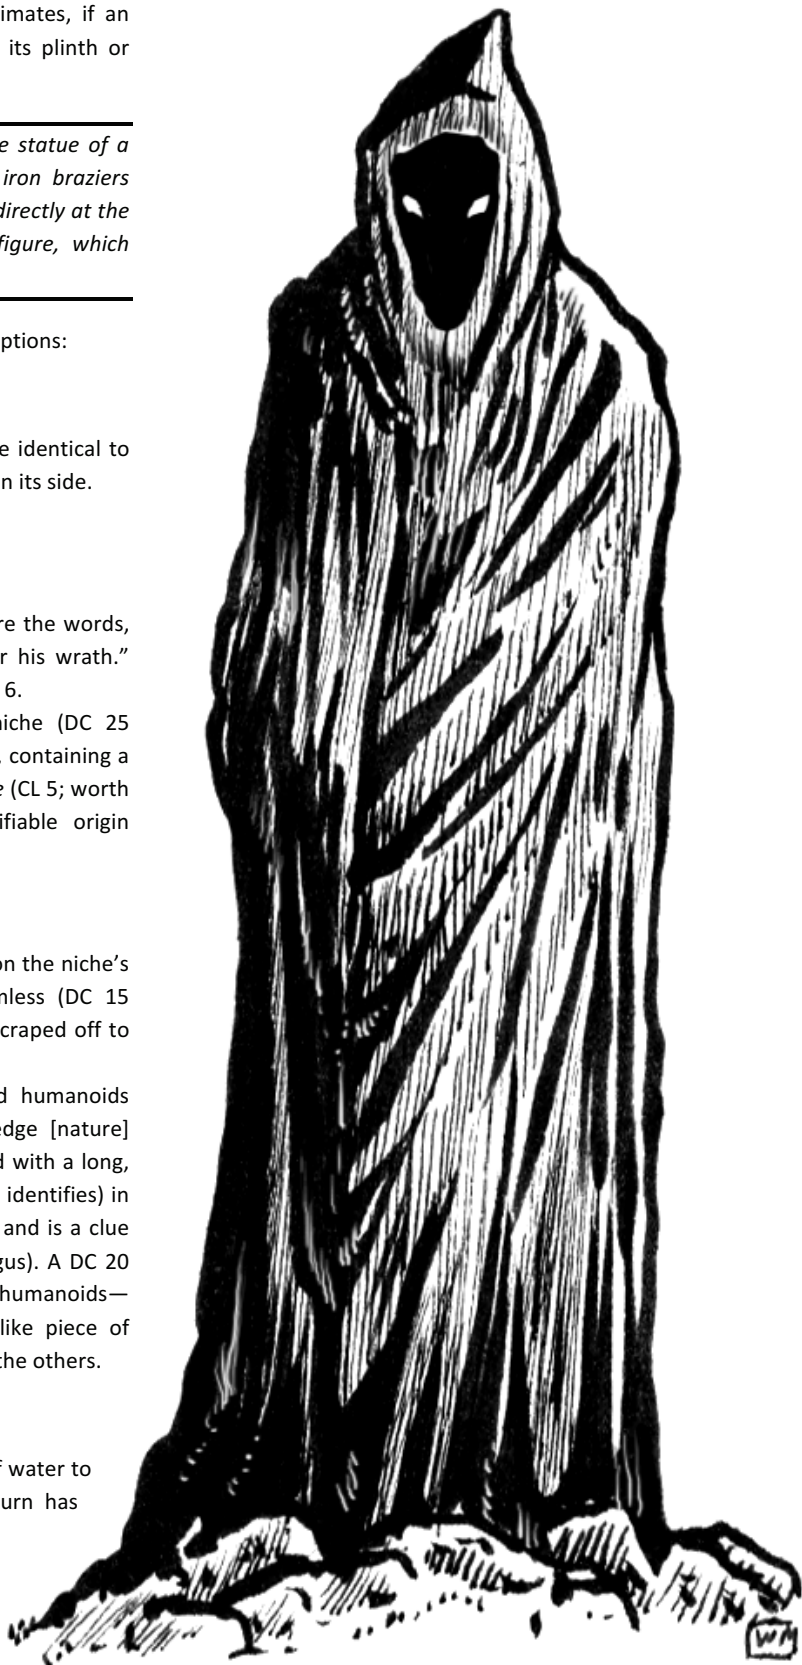 imates, if an
its plinth or
e statue of a
iron braziers
directly at the
figure, which
ptions:
e identical to
n its side.
re the words,
r his wrath.”
6.
niche (DC 25
containing a
e (CL 5; worth
ifiable origin
on the niche’s
nless (DC 15
craped off to
d humanoids
edge [nature]
d with a long,
identifies) in
and is a clue
gus). A DC 20
humanoids—
like piece of
the others.
f water to
urn has
WM